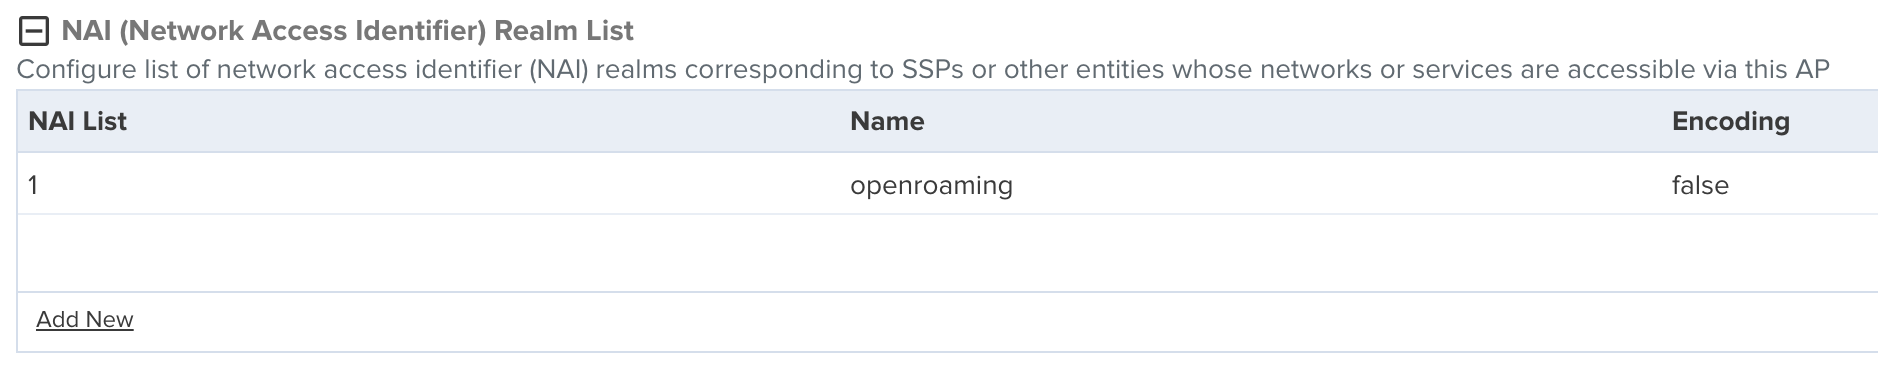 NAI (Network Access Identifier) Realm List
Configure list of network access identifier (NAI) realms corresponding to SSPs or other entities whose networks or services are accessible via this AP
NAI List Name Encoding
1 openroaming false
Add New